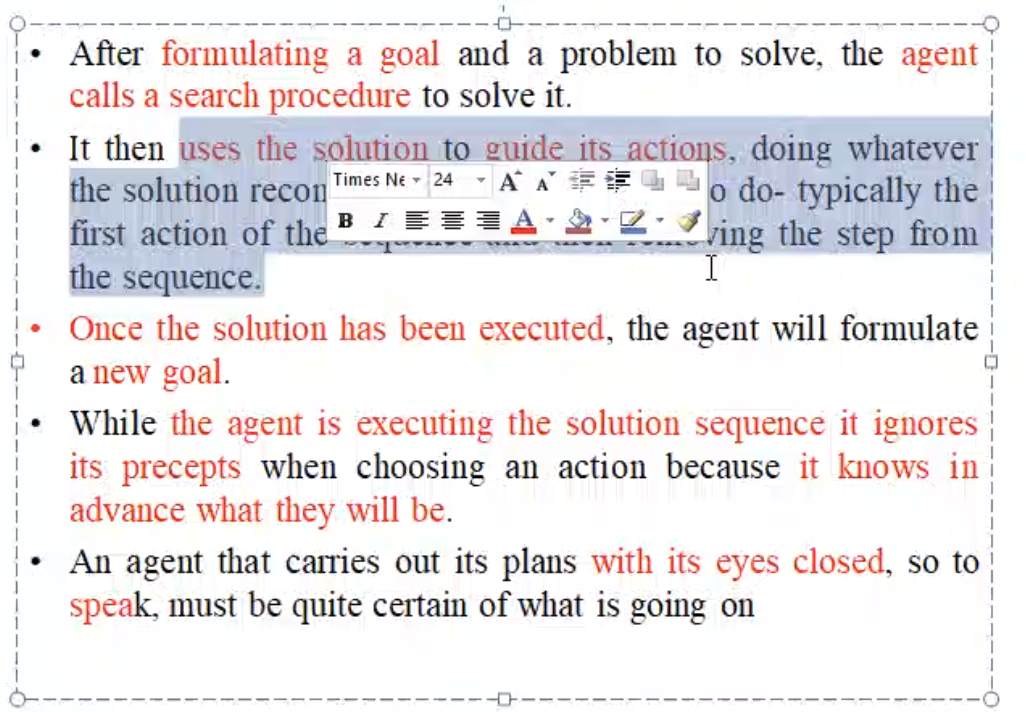 • After formulating a goal and a problem to solve, the agent
calls a search procedure to solve it.
• It then uses the solution to guide its actions, doing whatever
the solution recon
Times Ne 24 A A
o do- typically the
B I A
first action of the ving the step from
the sequence.
• Once the solution has been executed, the agent will formulate
a new goal.
• While the agent is executing the solution sequence it ignores
its precepts when choosing an action because it knows in
advance what they will be.
• An agent that carries out its plans with its eyes closed, so to
speak, must be quite certain of what is going on